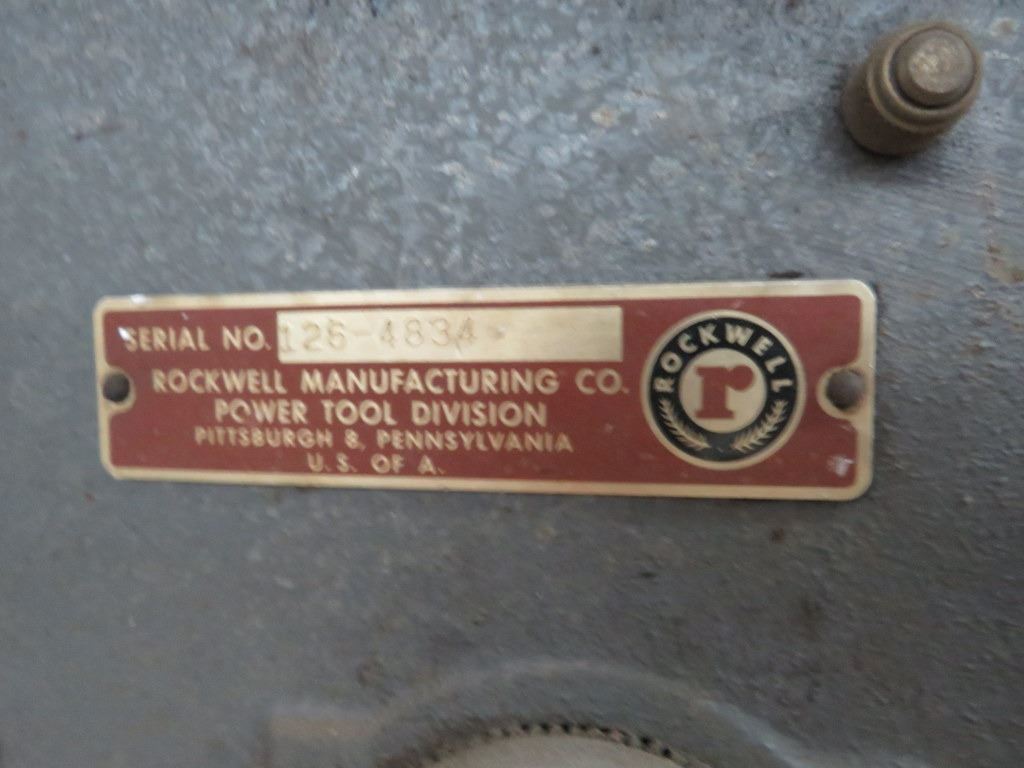 SERIAL NO. 126-4834
ROCKWELL MANUFACTURING CO.
POWER TOOL DIVISION
PITTSBURGH 8, PENNSYLVANIA
U. S. OF A.
ROCKWELL
r